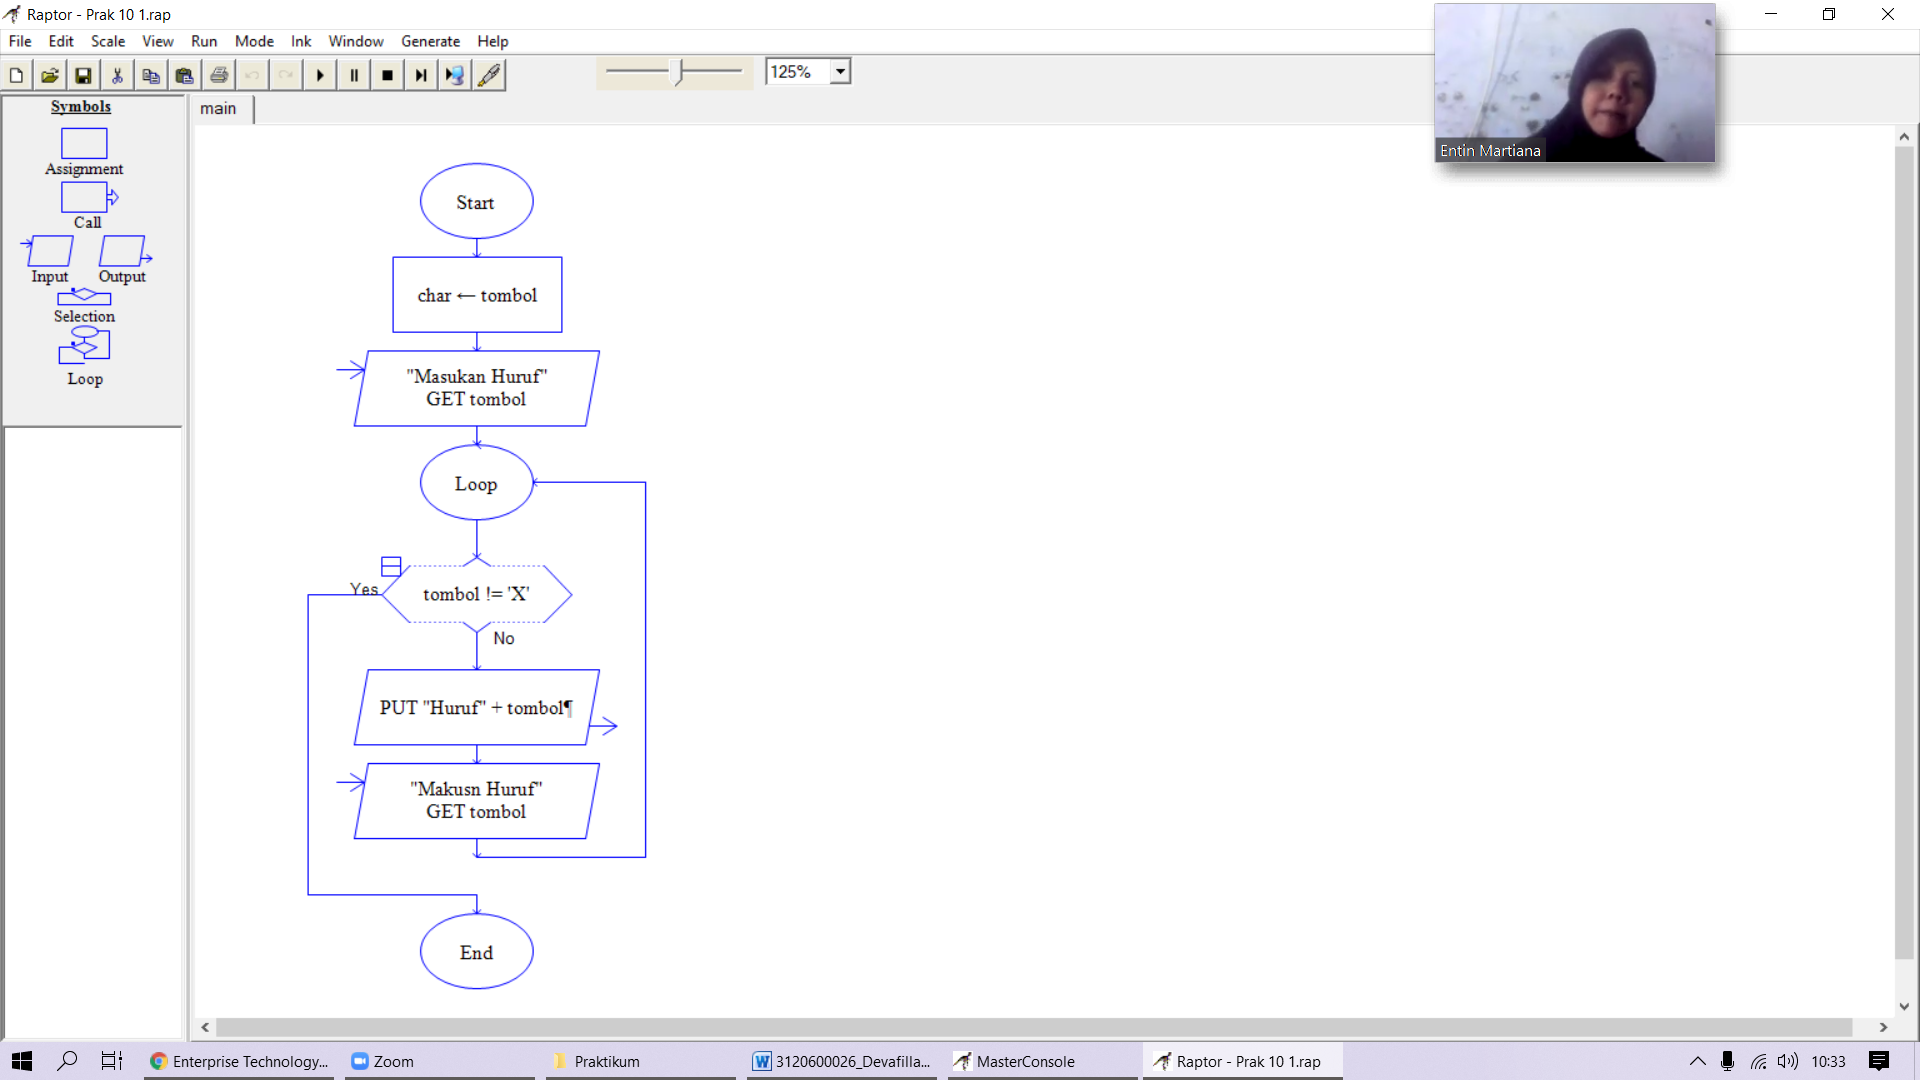 Raptor - Prak 10 1.rap
File Edit Scale View Run Mode Ink Window Generate Help
125%
Symbols
Assignment
Call
Input Output
Selection
Loop
main
Start
char ← tombol
"Masukan Huruf"
GET tombol
Loop
Yes
tombol != 'X'
No
PUT "Huruf" + tombol¶
"Makusn Huruf"
GET tombol
End
Entin Martiana
Enterprise Technology...
Zoom
Praktikum
3120600026_Devafilla...
MasterConsole
Raptor - Prak 10 1.rap
10:33